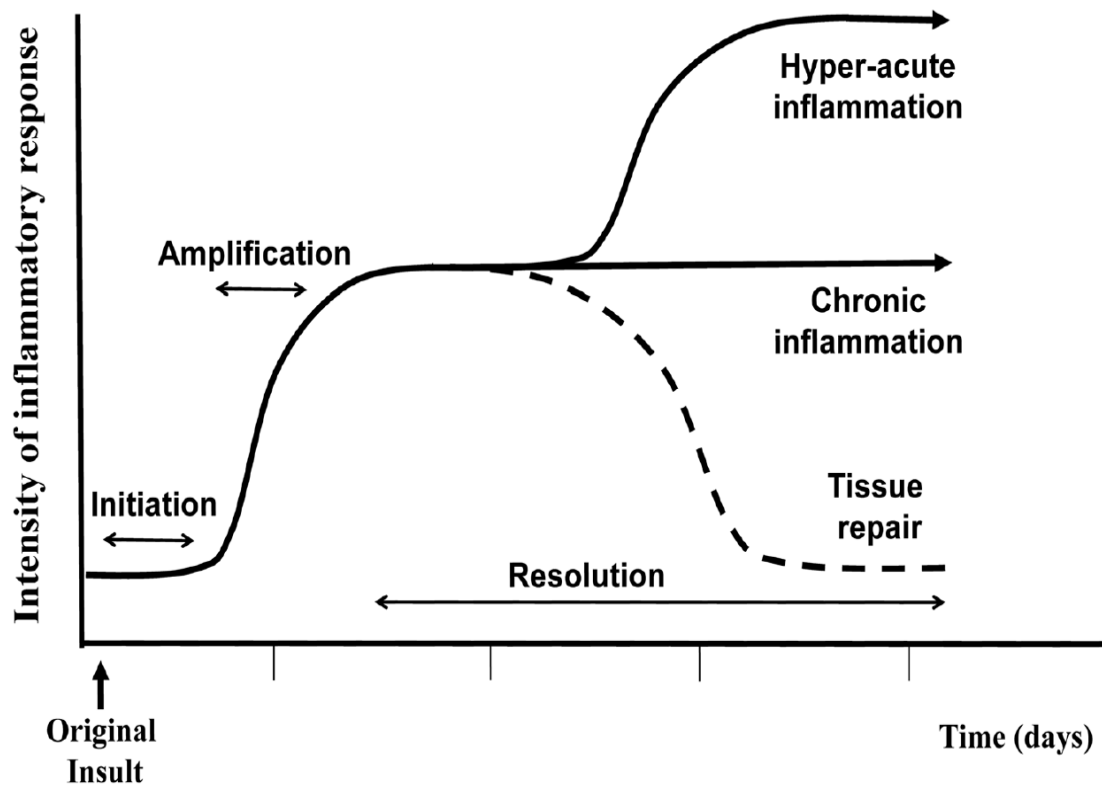 Intensity of inflammatory response
Hyper-acute
inflammation
Amplification
Chronic
inflammation
Initiation
Tissue
repair
Resolution
Original
Insult
Time (days)